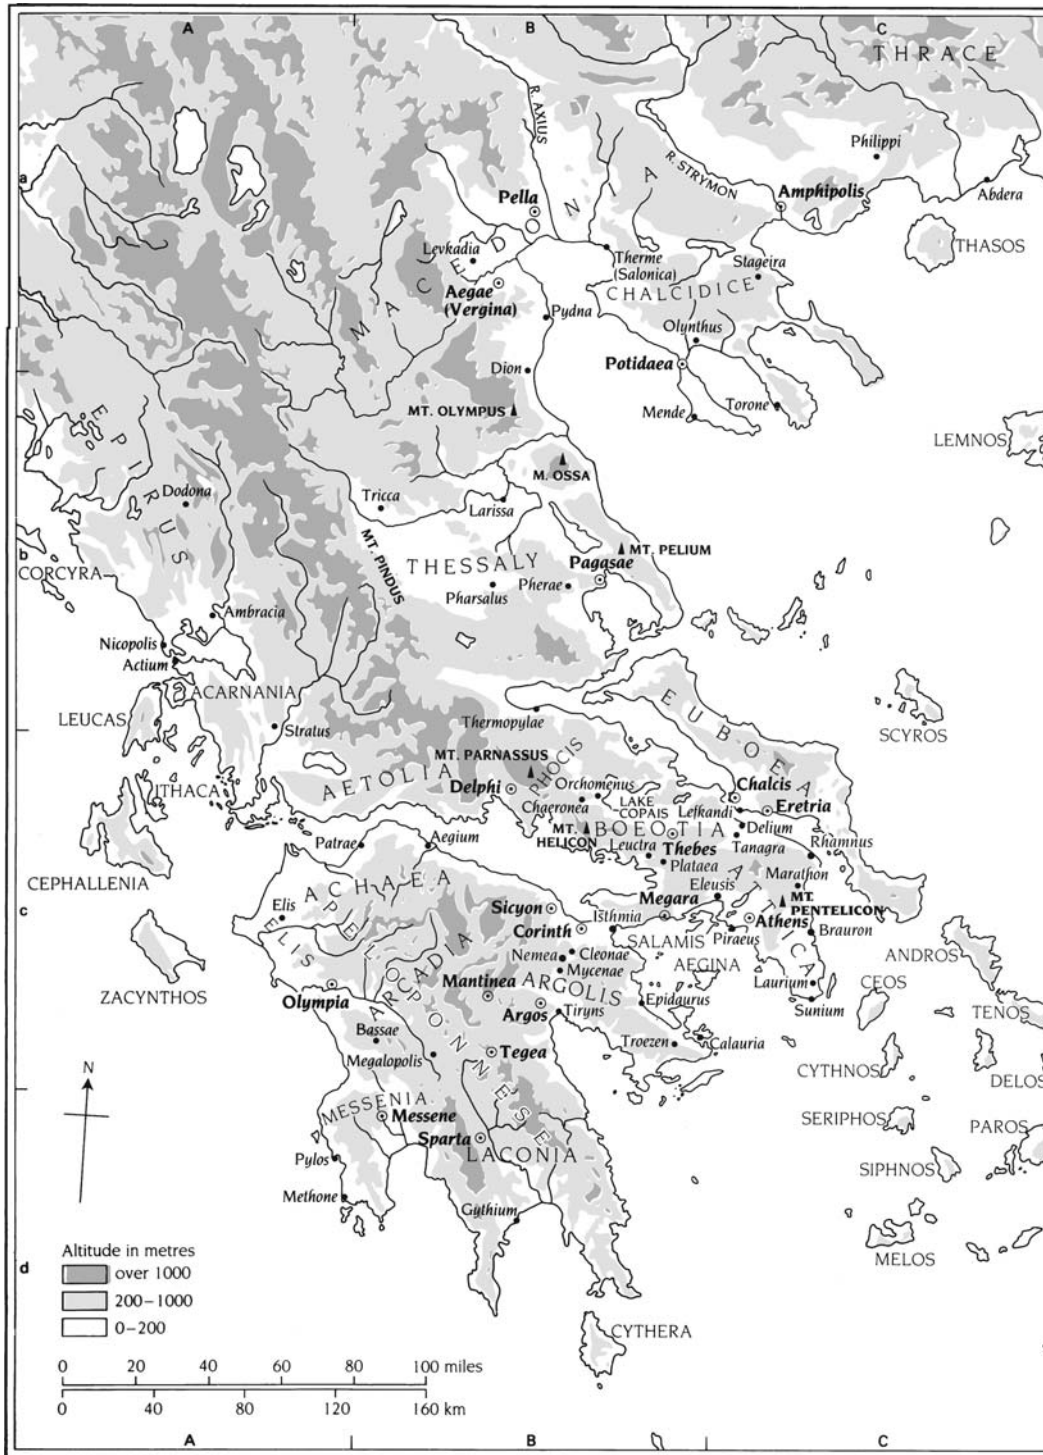 A
B
C
THRACE
R. AXIUS
Philippi
a
R. STRYMON
Pella
Amphipolis
Abdera
MACEDONIA
Levkadia
Therme
(Salonica)
Stageira
THASOS
Aegae
(Vergina)
CHALCIDICE
Pydna
Olynthus
Dion
Potidaea
MT. OLYMPUS
Mende
Torone
EPIRUS
LEMNOS
M. OSSA
Dodona
Tricca
Larissa
b
MT. PINDUS
THESSALY
MT. PELIUM
CORCYRA
Pagasae
Pharsalus
Pherae
Ambracia
Nicopolis
Actium
ACARNANIA
LEUCAS
Stratus
Thermopylae
EUBOEA
SCYROS
MT. PARNASSUS
PHOCIS
AETOLIA
ITHACA
Delphi
Orchomenus
Chalcis
Chaeronea
LAKE
COPAIS
Lefkandi
Eretria
MT.
HELICON
BOEOTIA
Delium
Patrae
Aegium
Leuctra
Thebes
Tanagra
Rhamnus
Plataea
CEPHALLENIA
ACHAEA
Eleusis
ATTICA
Marathon
c
Elis
Sicyon
Megara
MT.
PENTELICON
ELIS
Corinth
Isthmia
SALAMIS
Athens
Piraeus
Brauron
PELOPONNESE
ARCADIA
Nemea
Cleonae
ANDROS
Mycenae
AEGINA
ZACYNTHOS
Mantinea
ARGOLIS
Laurium
CEOS
Olympia
Argos
Tiryns
Epidaurus
Sunium
TENOS
Bassae
Troezen
Calauria
Megalopolis
Tegea
N
CYTHNOS
DELOS
MESSENIA
Messene
SERIPHOS
PAROS
Sparta
LACONIA
Pylos
SIPHNOS
Methone
Gythium
Altitude in metres
MELOS
d
over 1000
200–1000
0–200
CYTHERA
0 20 40 60 80 100 miles
0 40 80 120 160 km
A
B
C